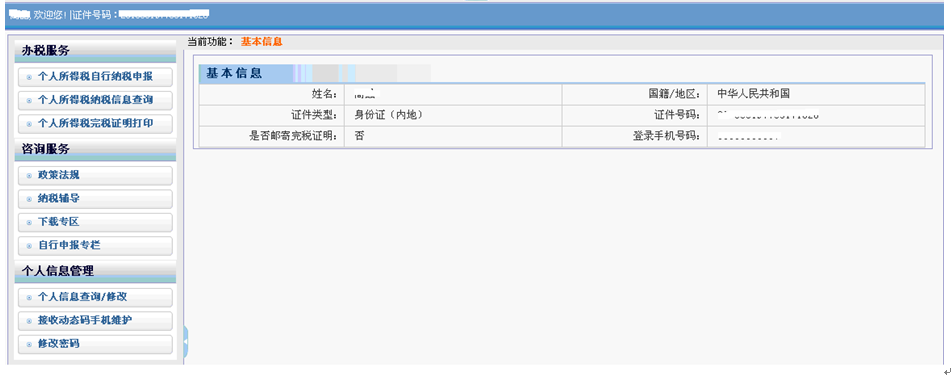 欢迎您! |证件号码:
办税服务
个人所得税自行纳税申报
个人所得税纳税信息查询
个人所得税完税证明打印
咨询服务
政策法规
纳税辅导
下载专区
自行申报专栏
个人信息管理
个人信息查询/修改
接收动态码手机维护
修改密码
当前功能: 基本信息
基本信息
姓名: 国籍/地区: 中华人民共和国
证件类型: 身份证（内地） 证件号码:
是否邮寄完税证明: 否 登录手机号码: